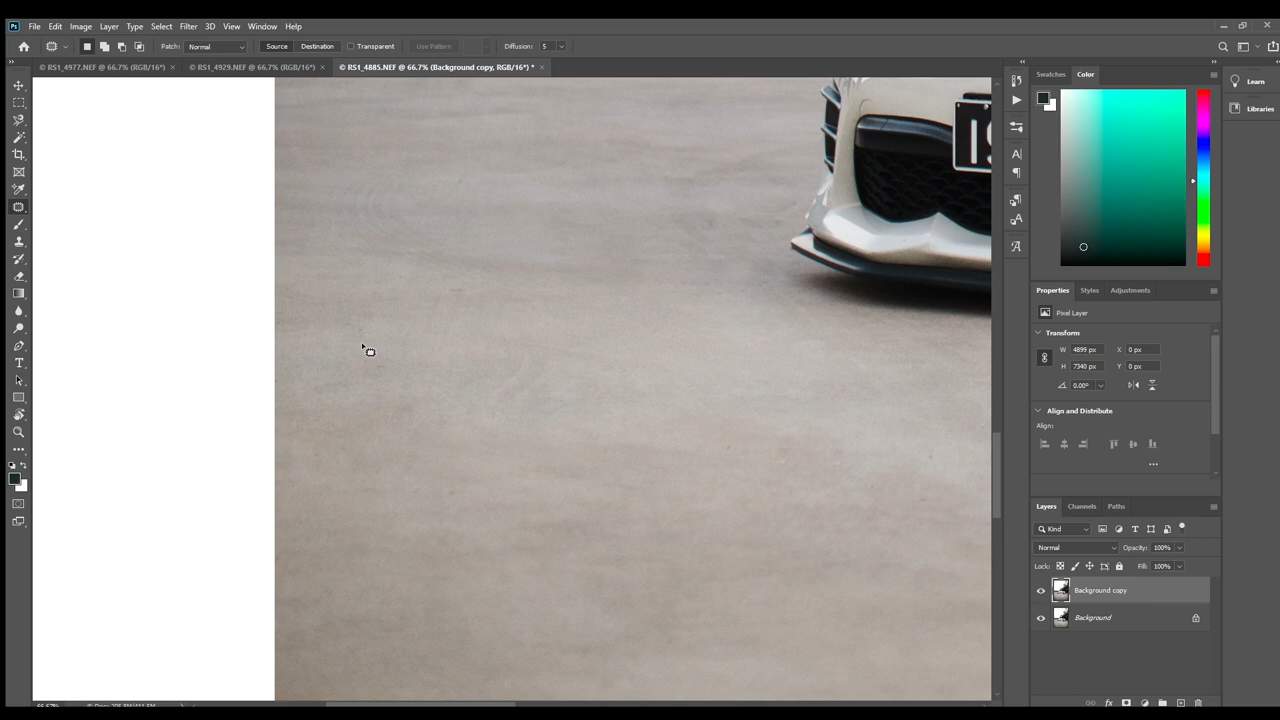 Ps File Edit Image Layer Type Select Filter 3D View Window Help
Patch: Normal Source Destination Transparent Use Pattern Diffusion: 5
© RS1_4977.NEF @ 66.7% (RGB/16*) × © RS1_4929.NEF @ 66.7% (RGB/16*) × © RS1_4885.NEF @ 66.7% (Background copy, RGB/16*) * ×
Swatches Color
Learn
Libraries
Properties Styles Adjustments
Pixel Layer
Transform
W 4899 px X 0 px
H 7340 px Y 0 px
0.00°
Align and Distribute
Align:
Layers Channels Paths
Kind
Normal Opacity: 100%
Lock: Fill: 100%
Background copy
Background